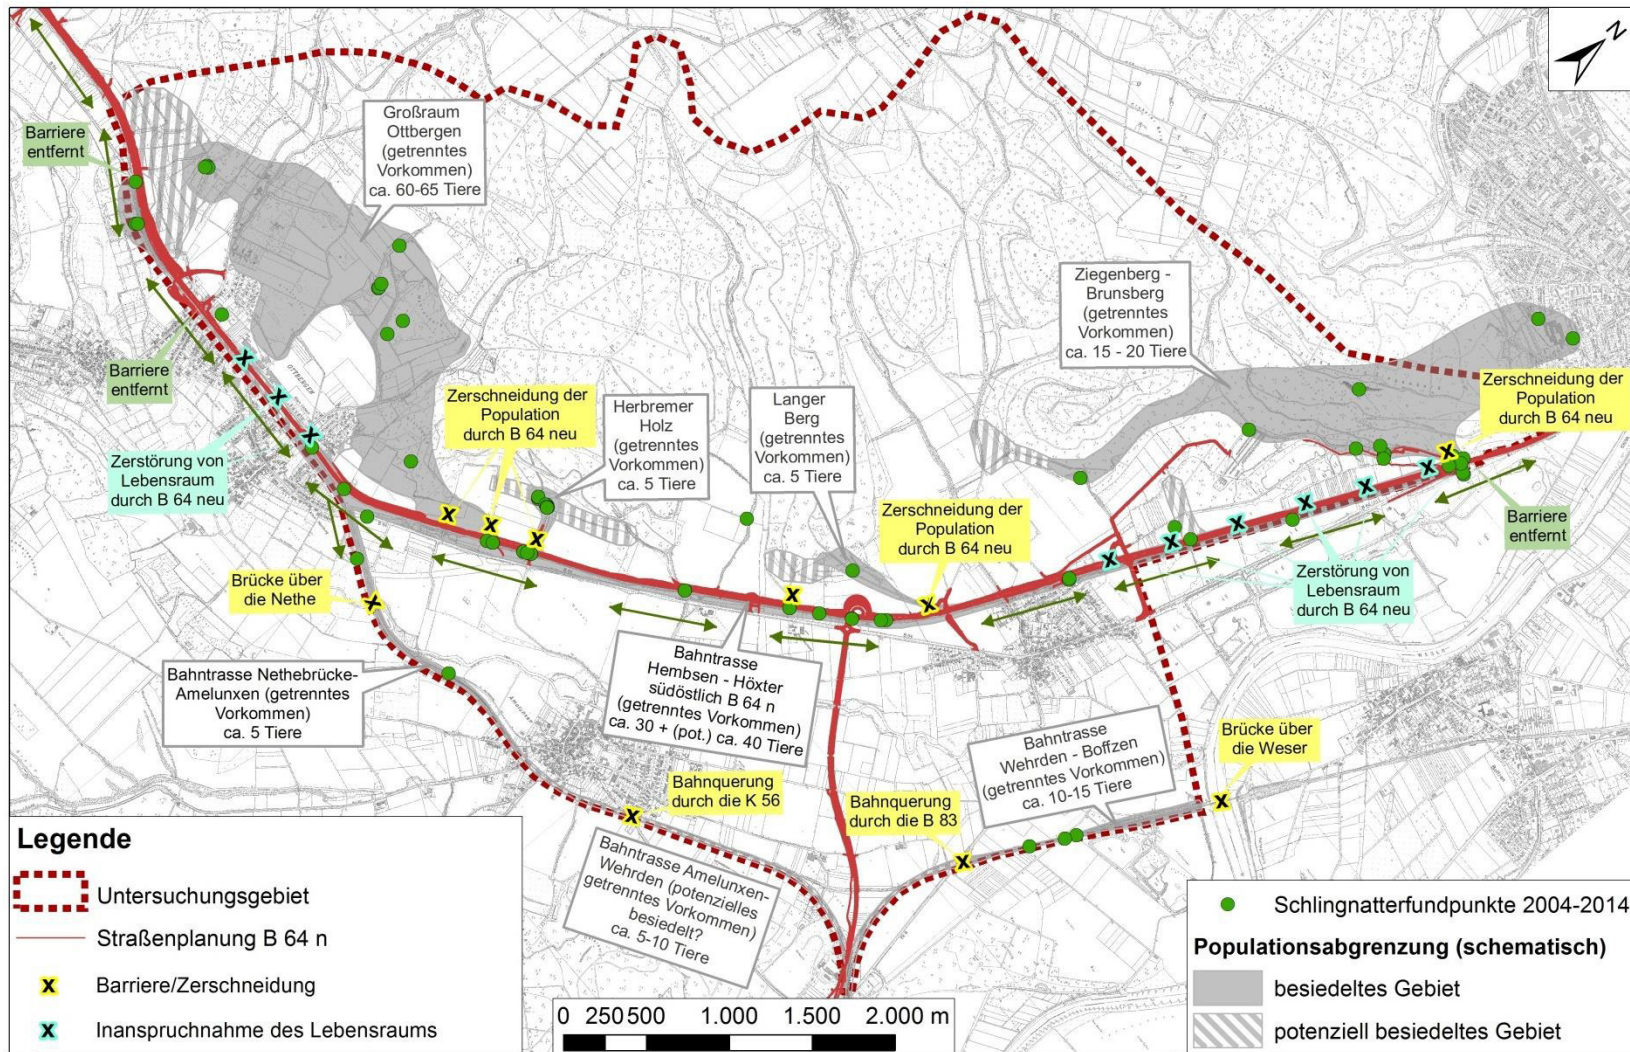 N
Barriere
entfernt
Großraum
Ottbergen
(getrenntes
Vorkommen)
ca. 60-65 Tiere
Ziegenberg -
Brunsberg
(getrenntes
Vorkommen)
ca. 15 - 20 Tiere
Barriere
entfernt
OTTBERGEN
Zerschneidung der
Population
durch B 64 neu
Herbremer
Holz
(getrenntes
Vorkommen)
ca. 5 Tiere
Langer
Berg
(getrenntes
Vorkommen)
ca. 5 Tiere
Zerschneidung der
Population
durch B 64 neu
Zerstörung von
Lebensraum
durch B 64 neu
Zerschneidung der
Population
durch B 64 neu
Barriere
entfernt
Zerstörung von
Lebensraum
durch B 64 neu
Brücke über
die Nethe
Bahntrasse Nethebrücke-
Amelunxen (getrenntes
Vorkommen)
ca. 5 Tiere
Bahntrasse
Hembsen - Höxter
südöstlich B 64 n
(getrenntes Vorkommen)
ca. 30 + (pot.) ca. 40 Tiere
Bahntrasse
Wehrden - Boffzen
(getrenntes Vorkommen)
ca. 10-15 Tiere
Brücke über
die Weser
Bahnquerung
durch die K 56
Bahnquerung
durch die B 83
Bahntrasse Amelunxen-
Wehrden (potenzielles
getrenntes Vorkommen)
besiedelt?
ca. 5-10 Tiere
Legende
Untersuchungsgebiet
Straßenplanung B 64 n
x Barriere/Zerschneidung
x Inanspruchnahme des Lebensraums
0 250 500 1.000 1.500 2.000 m
Schlingnatterfundpunkte 2004-2014
Populationsabgrenzung (schematisch)
besiedeltes Gebiet
potenziell besiedeltes Gebiet